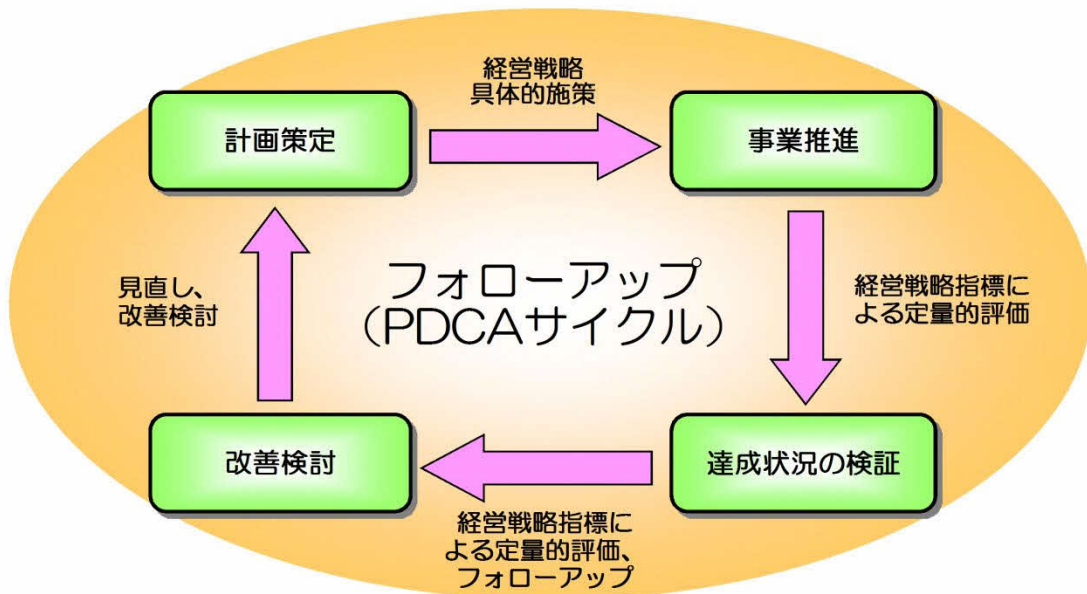 経営戦略
具体的施策
計画策定
事業推進
フォローアップ
（PDCAサイクル）
見直し、
改善検討
経営戦略指標に
よる定量的評価
改善検討
達成状況の検証
経営戦略指標に
よる定量的評価、
フォローアップ